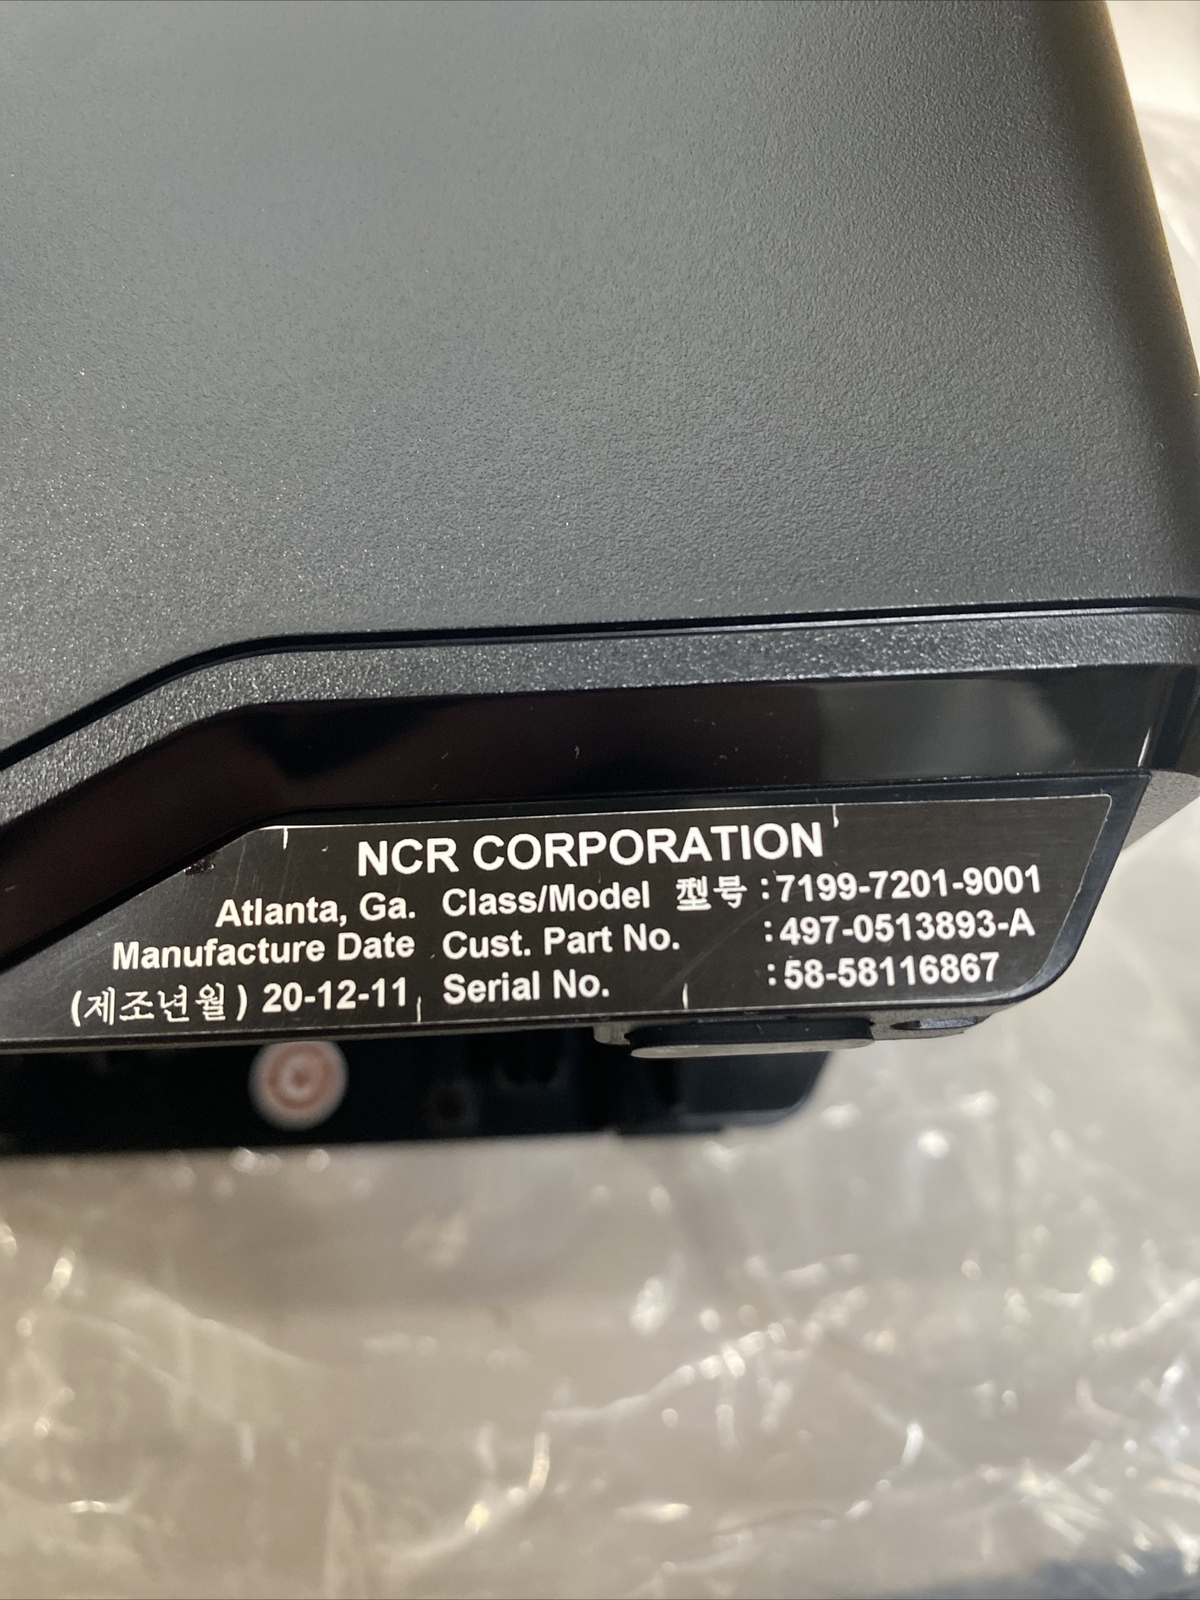 NCR CORPORATION
Atlanta, Ga. Class/Model 型号 :7199-7201-9001
Manufacture Date Cust. Part No. :497-0513893-A
(제조년월) 20-12-11 Serial No. :58-58116867
C